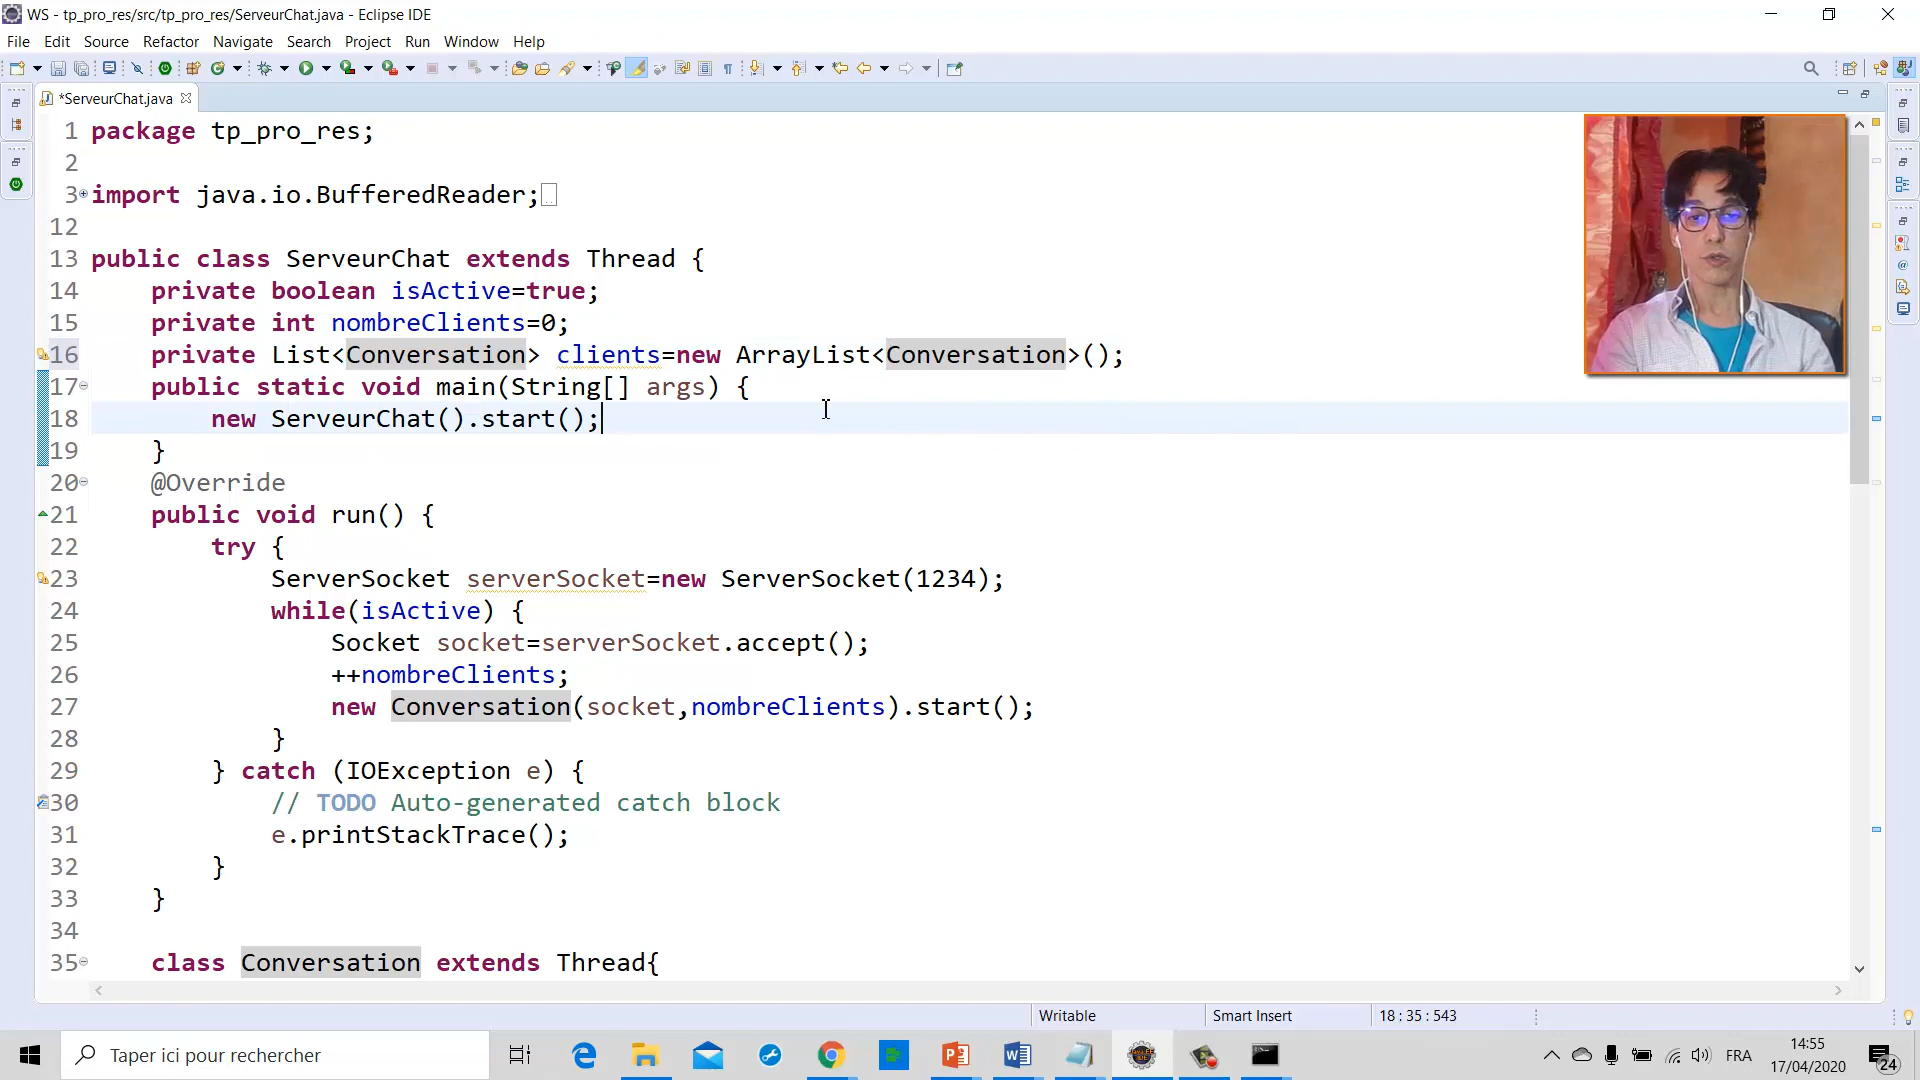 WS - tp_pro_res/src/tp_pro_res/ServeurChat.java - Eclipse IDE
File Edit Source Refactor Navigate Search Project Run Window Help
*ServeurChat.java
1 package tp_pro_res;
2
3 import java.io.BufferedReader;
12
13 public class ServeurChat extends Thread {
14 private boolean isActive=true;
15 private int nombreClients=0;
16 private List<Conversation> clients=new ArrayList<Conversation>();
17 public static void main(String[] args) {
18 new ServeurChat().start();
19 }
20 @Override
21 public void run() {
22 try {
23 ServerSocket serverSocket=new ServerSocket(1234);
24 while(isActive) {
25 Socket socket=serverSocket.accept();
26 ++nombreClients;
27 new Conversation(socket,nombreClients).start();
28 }
29 } catch (IOException e) {
30 // TODO Auto-generated catch block
31 e.printStackTrace();
32 }
33 }
34
35 class Conversation extends Thread{
Writable Smart Insert 18 : 35 : 543
Taper ici pour rechercher
FRA
14:55
17/04/2020
24